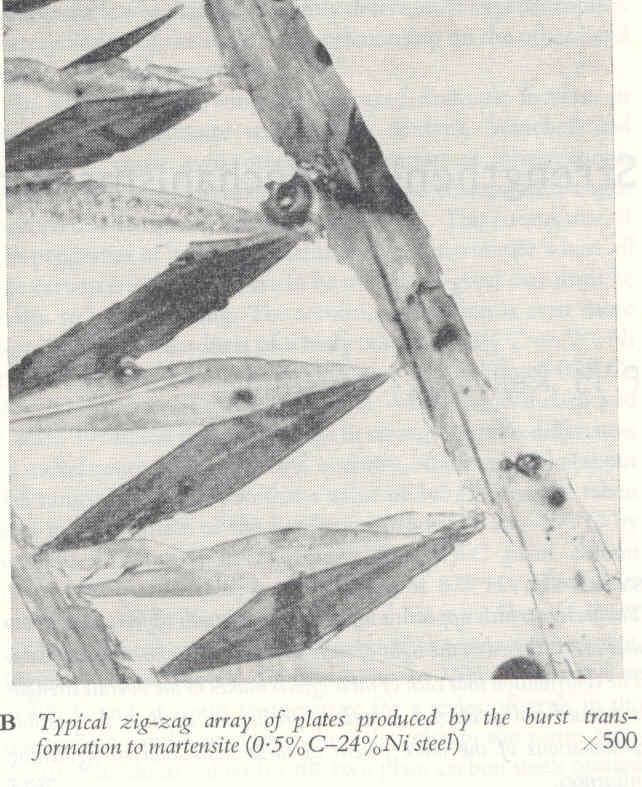 B Typical zig-zag array of plates produced by the burst trans-
formation to martensite (0·5%C–24%Ni steel) ×500